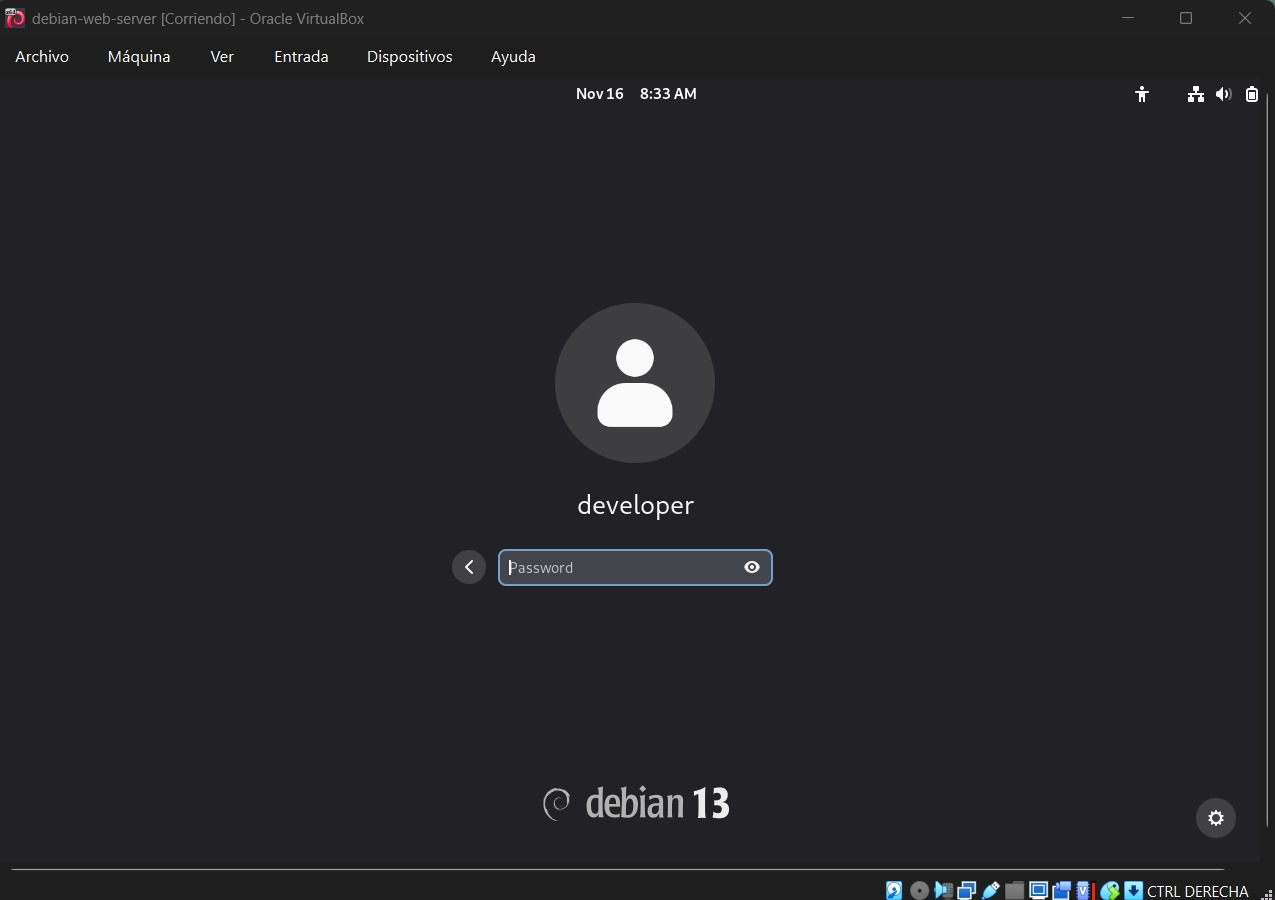 debian-web-server [Corriendo] - Oracle VirtualBox
Archivo Máquina Ver Entrada Dispositivos Ayuda
Nov 16 8:33 AM
developer
Password
debian 13
CTRL DERECHA